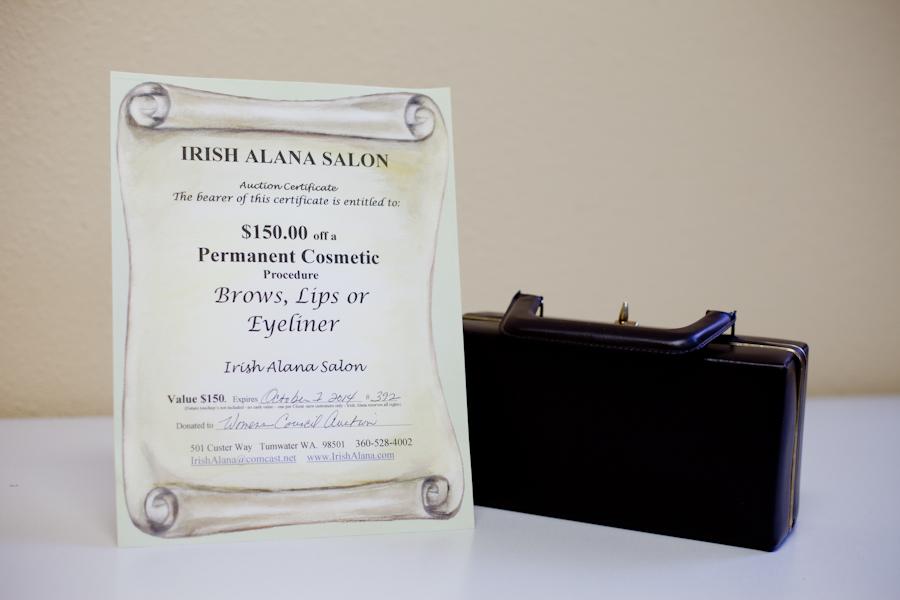 IRISH ALANA SALON
Auction Certificate
The bearer of this certificate is entitled to:
$150.00 off a
Permanent Cosmetic
Procedure
Brows, Lips or
Eyeliner
Irish Alana Salon
Value $150. Expires October 2 2014 # 392
Donated to Womens Council Auction
501 Custer Way Tumwater WA. 98501 360-528-4002
IrishAlana@comcast.net www.IrishAlana.com